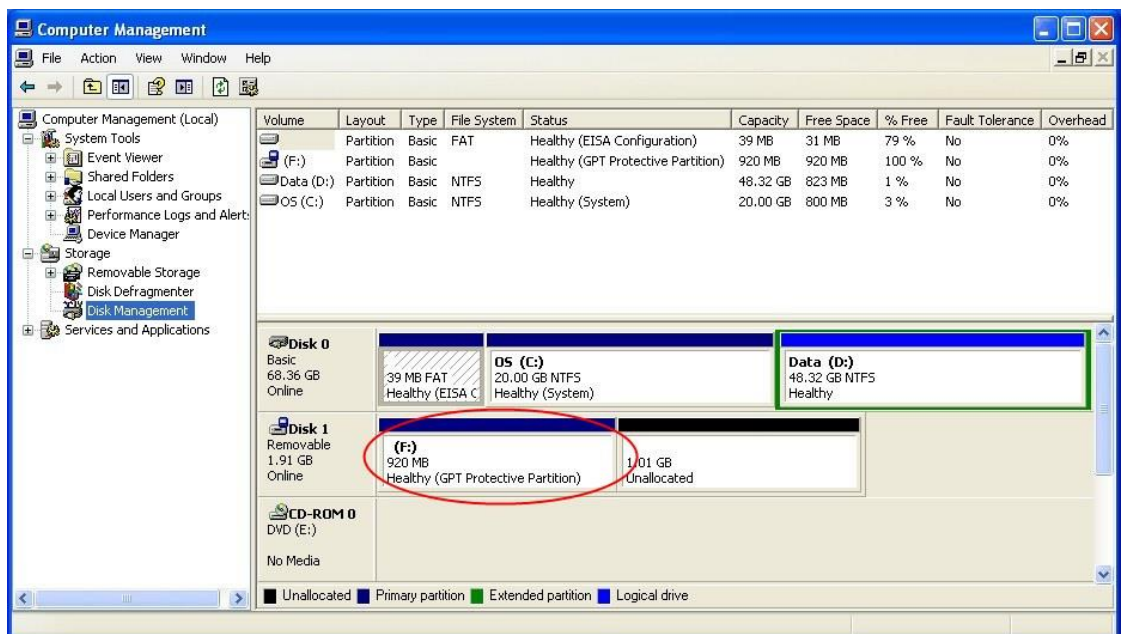 Computer Management
File Action View Window Help
Computer Management (Local)
System Tools
Event Viewer
Shared Folders
Local Users and Groups
Performance Logs and Alert
Device Manager
Storage
Removable Storage
Disk Defragmenter
Disk Management
Services and Applications
Volume Layout Type File System Status Capacity Free Space % Free Fault Tolerance Overhead
Partition Basic FAT Healthy (EISA Configuration) 39 MB 31 MB 79 % No 0%
(F:) Partition Basic Healthy (GPT Protective Partition) 920 MB 920 MB 100 % No 0%
Data (D:) Partition Basic NTFS Healthy 48.32 GB 823 MB 1 % No 0%
OS (C:) Partition Basic NTFS Healthy (System) 20.00 GB 800 MB 3 % No 0%
Disk 0
Basic
68.36 GB
Online
39 MB FAT
Healthy (EISA C
OS (C:)
20.00 GB NTFS
Healthy (System)
Data (D:)
48.32 GB NTFS
Healthy
Disk 1
Removable
1.91 GB
Online
(F:)
920 MB
Healthy (GPT Protective Partition)
1.01 GB
Unallocated
CD-ROM 0
DVD (E:)
No Media
Unallocated Primary partition Extended partition Logical drive